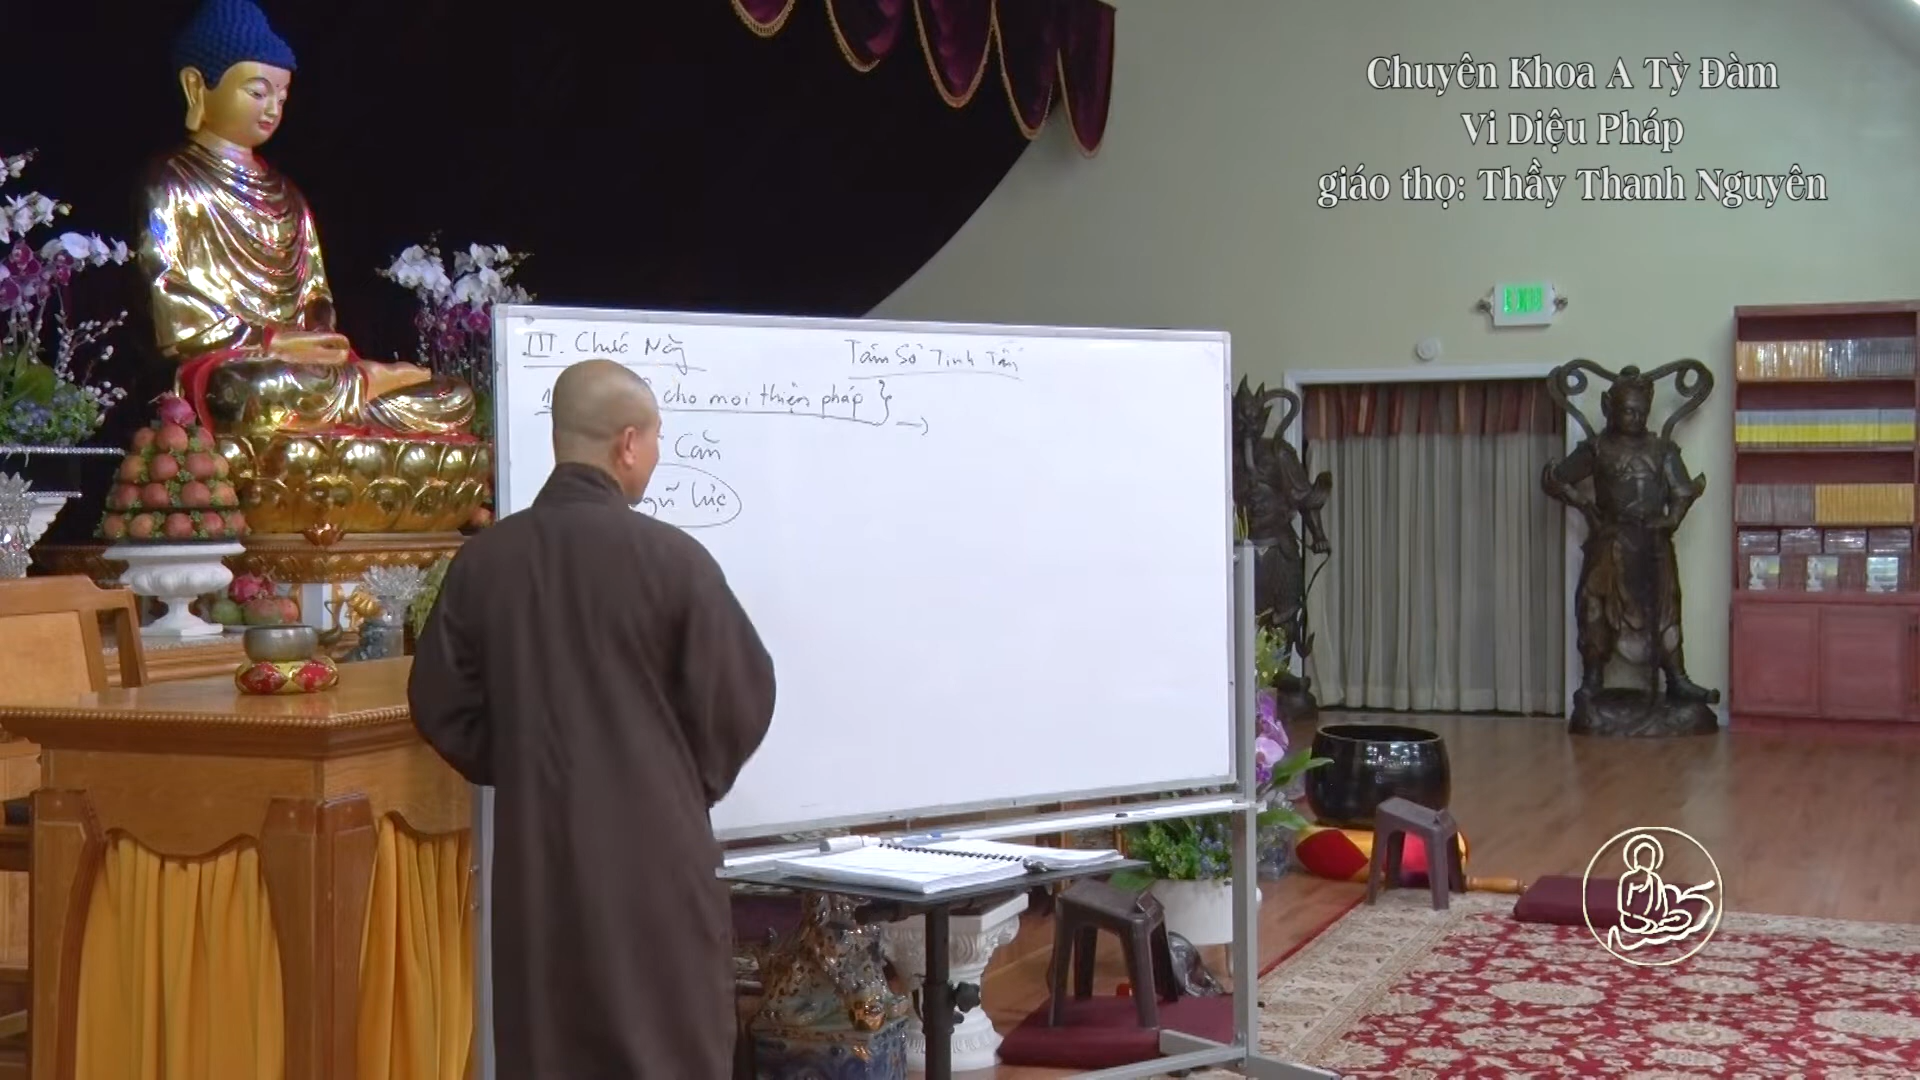 Chuyên Khoa A Tỳ Đàm
Vi Diệu Pháp
giáo thọ: Thầy Thanh Nguyên
III. Chức Năng
Tâm Sở Tinh Tấn
1 cho mọi thiện pháp } →
Căn
lực